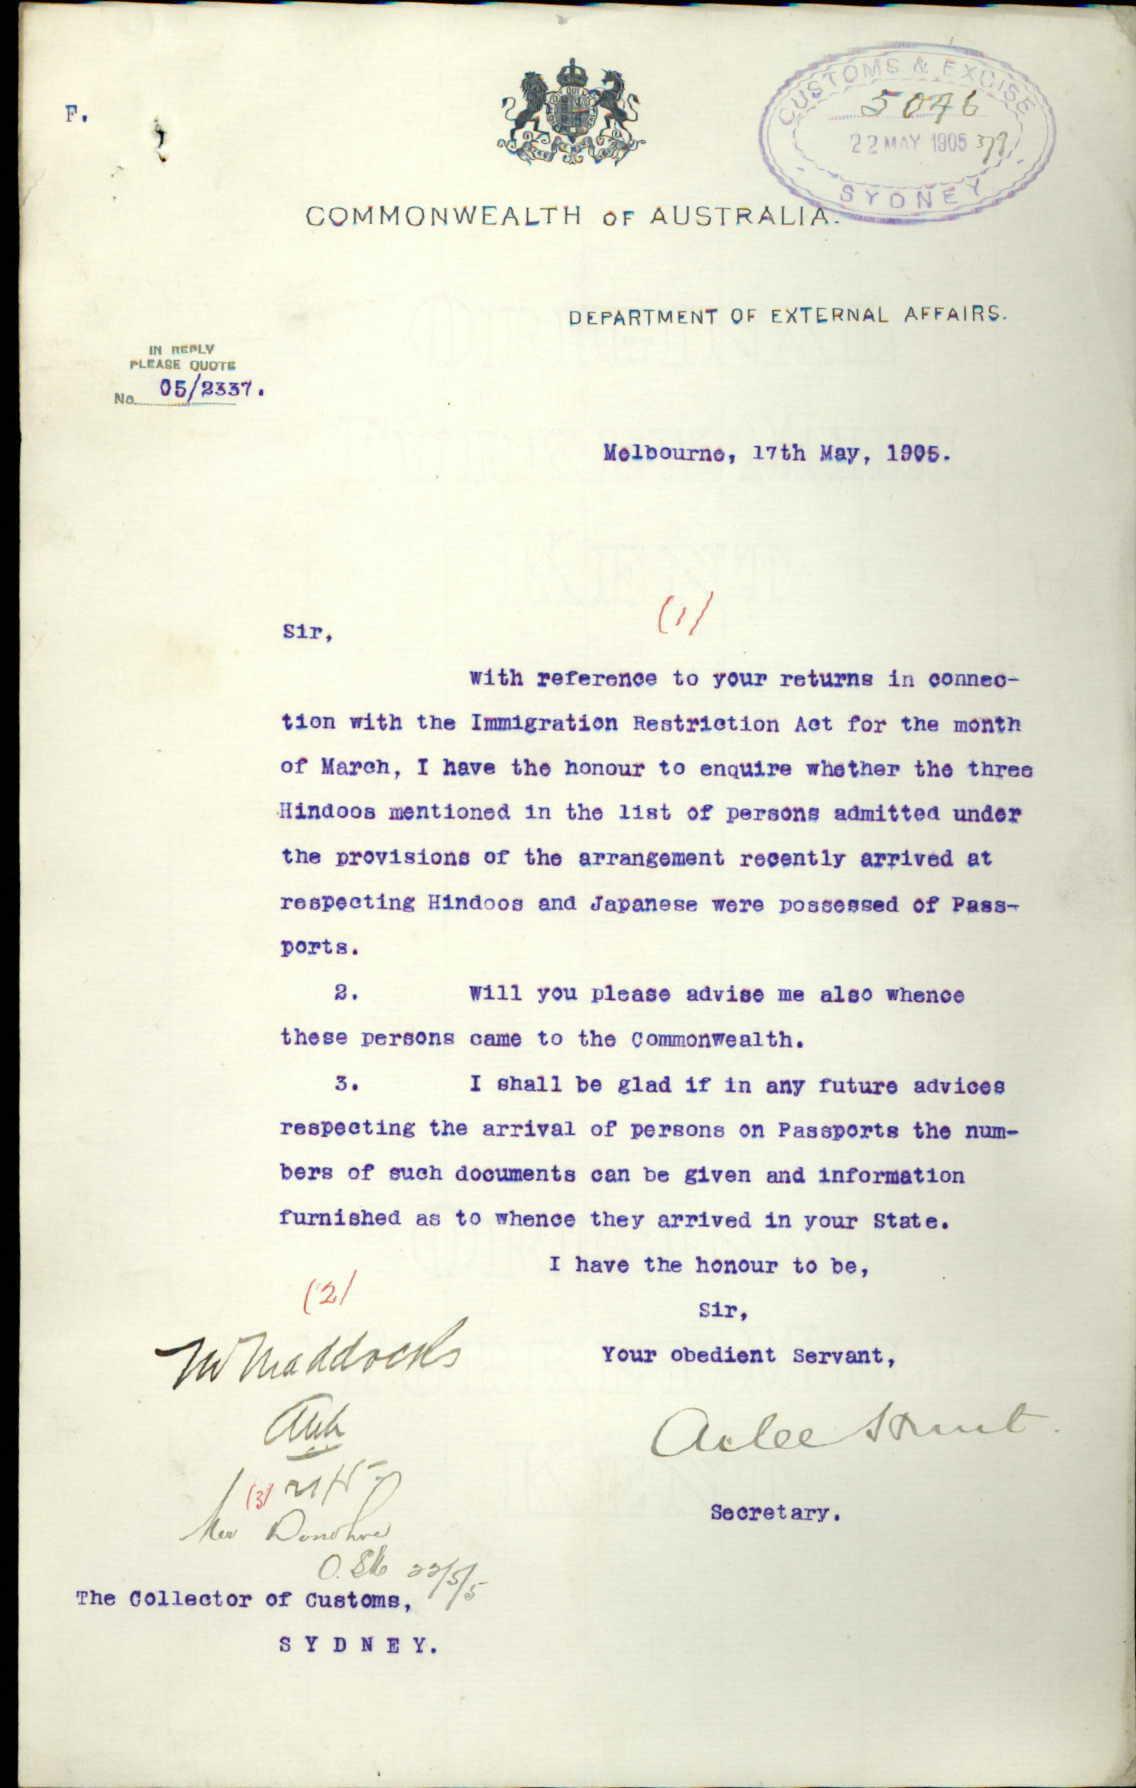 F.
CUSTOMS & EXCISE
5046
22 MAY 1905
SYDNEY
COMMONWEALTH OF AUSTRALIA.
DEPARTMENT OF EXTERNAL AFFAIRS.
IN REPLY
PLEASE QUOTE
No 05/2337.
Melbourne, 17th May, 1905.
(1)
Sir,
With reference to your returns in connec-
tion with the Immigration Restriction Act for the month
of March, I have the honour to enquire whether the three
Hindoos mentioned in the list of persons admitted under
the provisions of the arrangement recently arrived at
respecting Hindoos and Japanese were possessed of Pass-
ports.
2. Will you please advise me also whence
these persons came to the Commonwealth.
3. I shall be glad if in any future advices
respecting the arrival of persons on Passports the num-
bers of such documents can be given and information
furnished as to whence they arrived in your State.
I have the honour to be,
Sir,
Your obedient Servant,
Atlee Hunt
Secretary.
(2)
Mr Maddocks
(3)
Donohoe
22/5/5
The Collector of Customs,
SYDNEY.